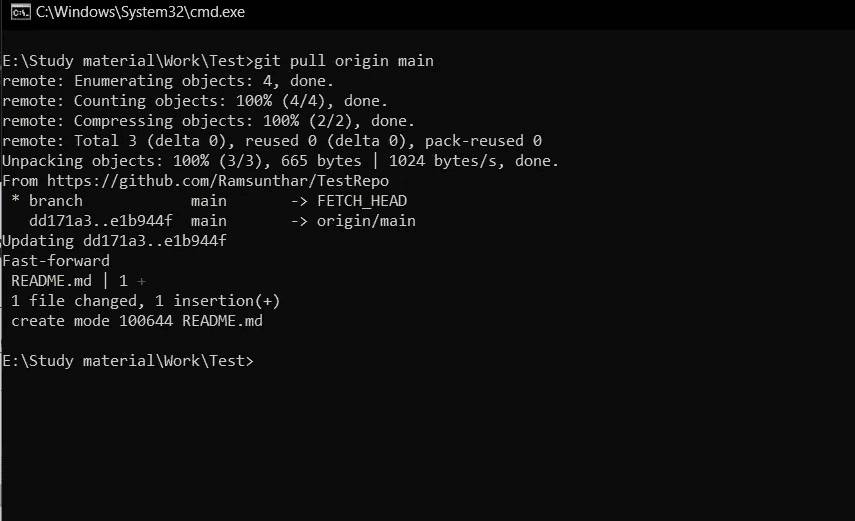 C:\Windows\System32\cmd.exe
E:\Study material\Work\Test>git pull origin main
remote: Enumerating objects: 4, done.
remote: Counting objects: 100% (4/4), done.
remote: Compressing objects: 100% (2/2), done.
remote: Total 3 (delta 0), reused 0 (delta 0), pack-reused 0
Unpacking objects: 100% (3/3), 665 bytes | 1024 bytes/s, done.
From https://github.com/Ramsunthar/TestRepo
 * branch            main       -> FETCH_HEAD
   dd171a3..e1b944f  main       -> origin/main
Updating dd171a3..e1b944f
Fast-forward
 README.md | 1 +
 1 file changed, 1 insertion(+)
 create mode 100644 README.md
E:\Study material\Work\Test>